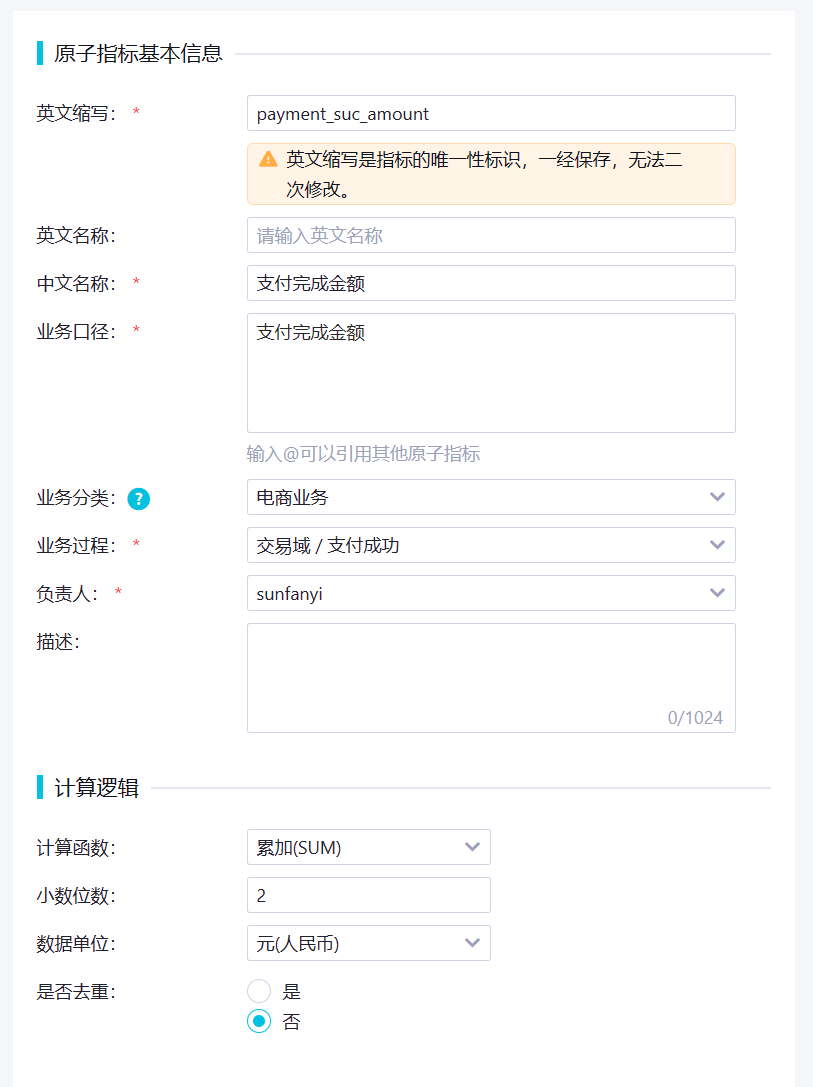 原子指标基本信息
英文缩写: *
payment_suc_amount
英文缩写是指标的唯一性标识，一经保存，无法二
次修改。
英文名称:
请输入英文名称
中文名称: *
支付完成金额
业务口径: *
支付完成金额
输入@可以引用其他原子指标
业务分类: ?
电商业务
业务过程: *
交易域 / 支付成功
负责人: *
sunfanyi
描述:
0/1024
计算逻辑
计算函数:
累加(SUM)
小数位数:
2
数据单位:
元(人民币)
是否去重:
是
否